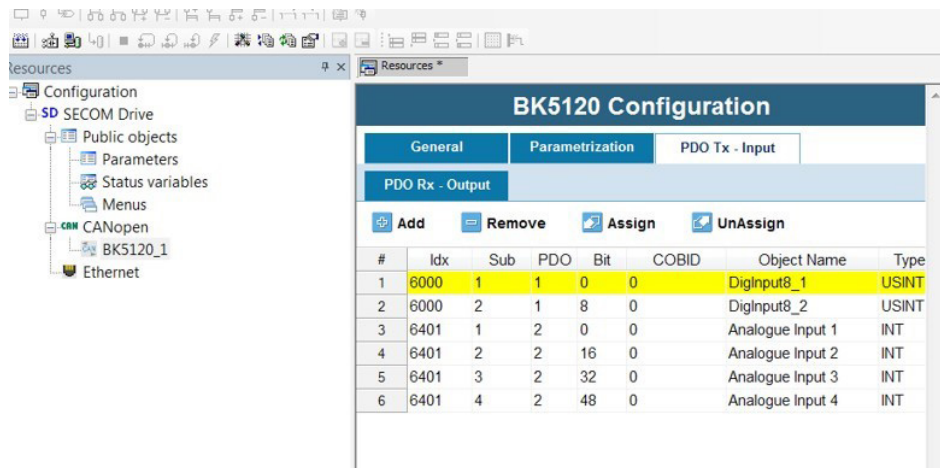 Resources
Resources *
Configuration
SD SECOM Drive
Public objects
Parameters
Status variables
Menus
CAN CANopen
BK5120_1
Ethernet
BK5120 Configuration
General Parametrization PDO Tx - Input
PDO Rx - Output
Add Remove Assign UnAssign
# Idx Sub PDO Bit COBID Object Name Type
1 6000 1 1 0 0 DigInput8_1 USINT
2 6000 2 1 8 0 DigInput8_2 USINT
3 6401 1 2 0 0 Analogue Input 1 INT
4 6401 2 2 16 0 Analogue Input 2 INT
5 6401 3 2 32 0 Analogue Input 3 INT
6 6401 4 2 48 0 Analogue Input 4 INT